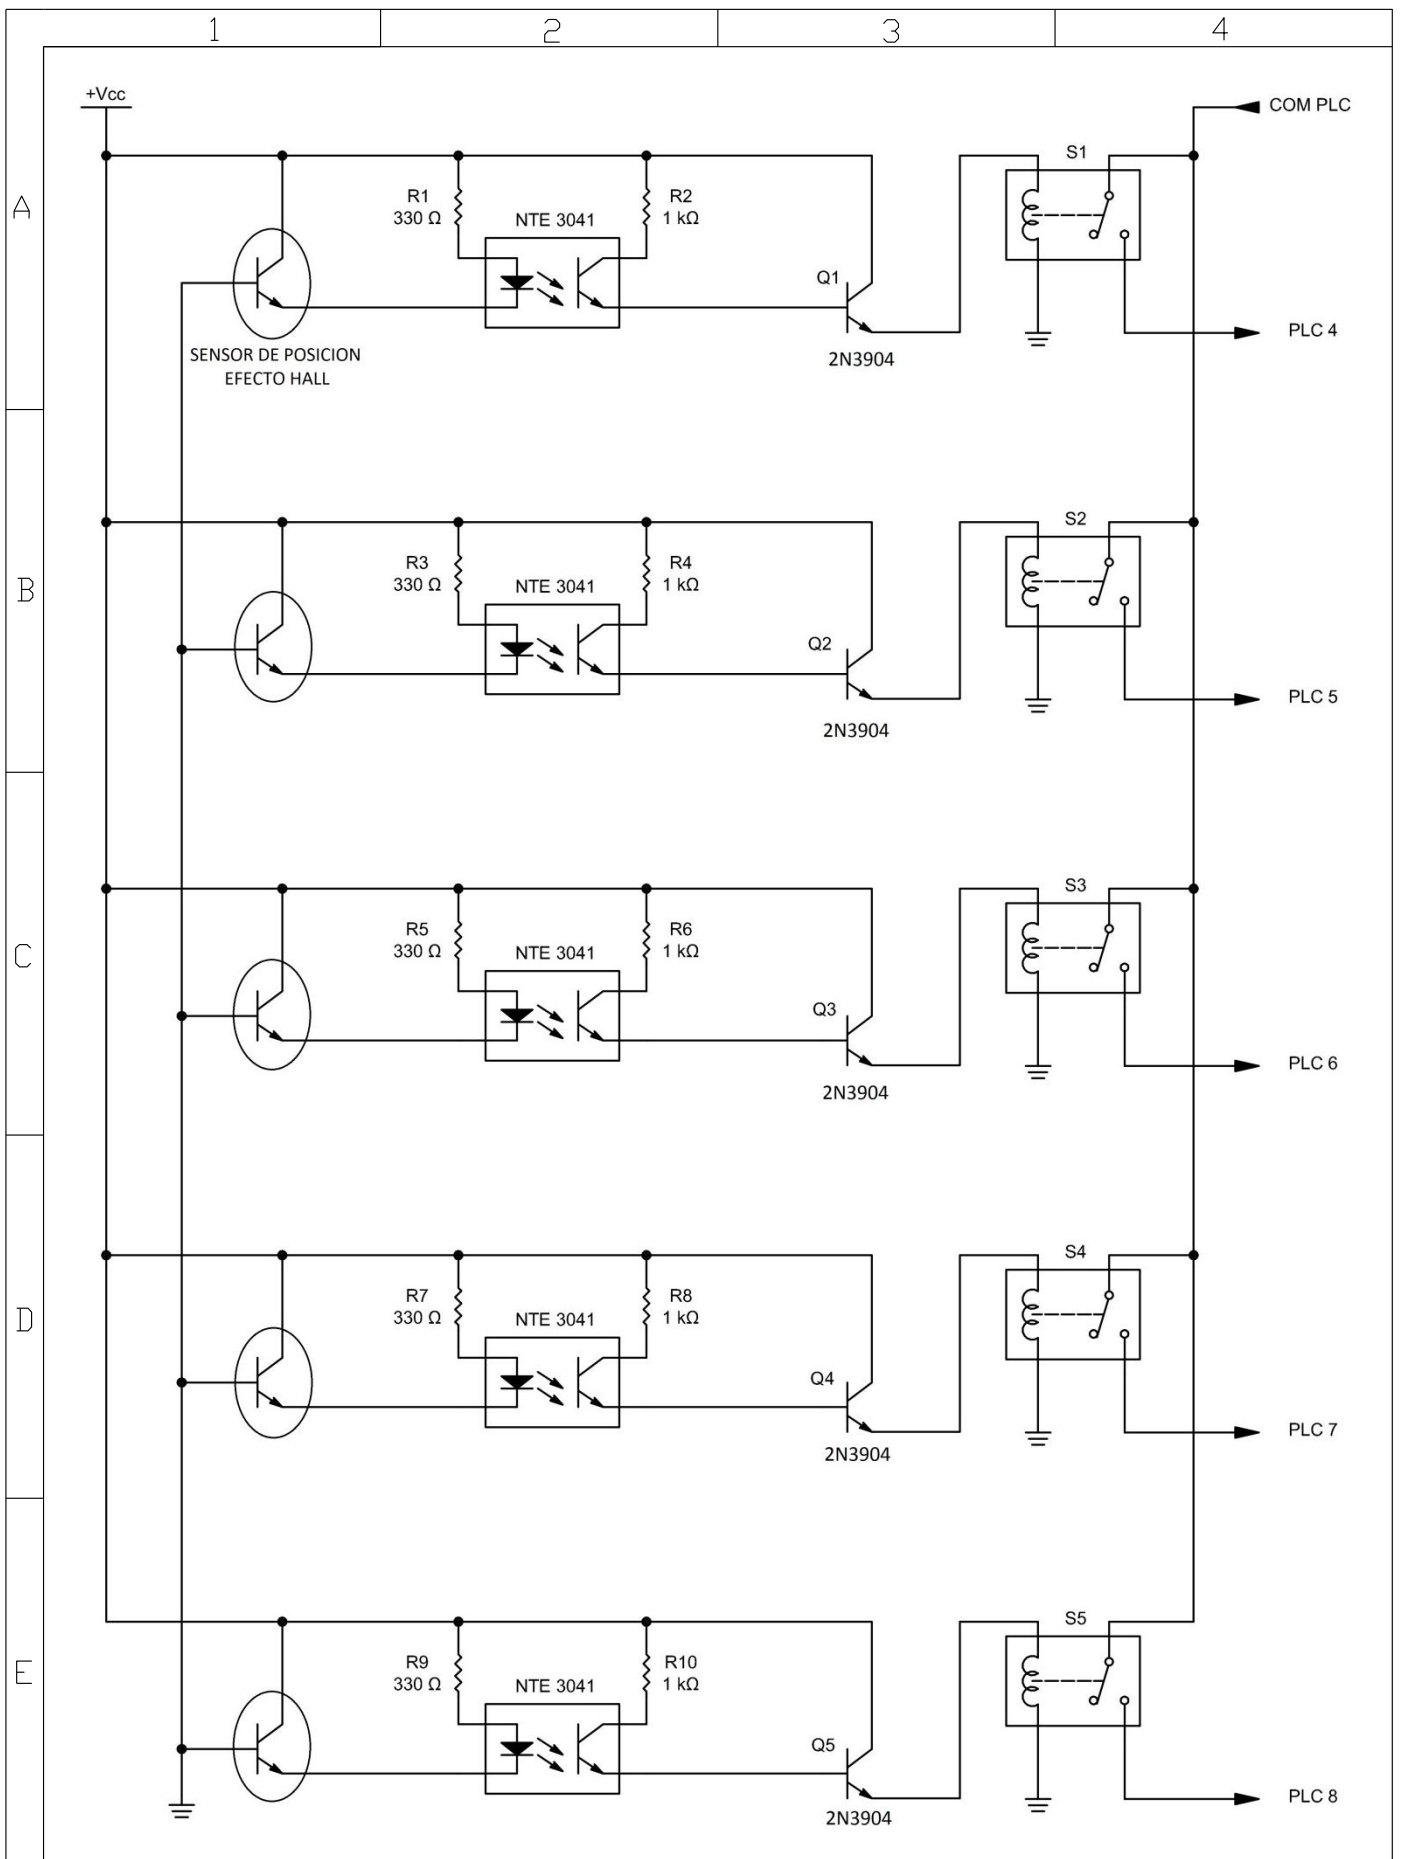 1 2 3 4
+Vcc
COM PLC
A
R1
330 Ω
NTE 3041
R2
1 kΩ
Q1
2N3904
S1
PLC 4
SENSOR DE POSICION
EFECTO HALL
B
R3
330 Ω
NTE 3041
R4
1 kΩ
Q2
2N3904
S2
PLC 5
C
R5
330 Ω
NTE 3041
R6
1 kΩ
Q3
2N3904
S3
PLC 6
D
R7
330 Ω
NTE 3041
R8
1 kΩ
Q4
2N3904
S4
PLC 7
E
R9
330 Ω
NTE 3041
R10
1 kΩ
Q5
2N3904
S5
PLC 8